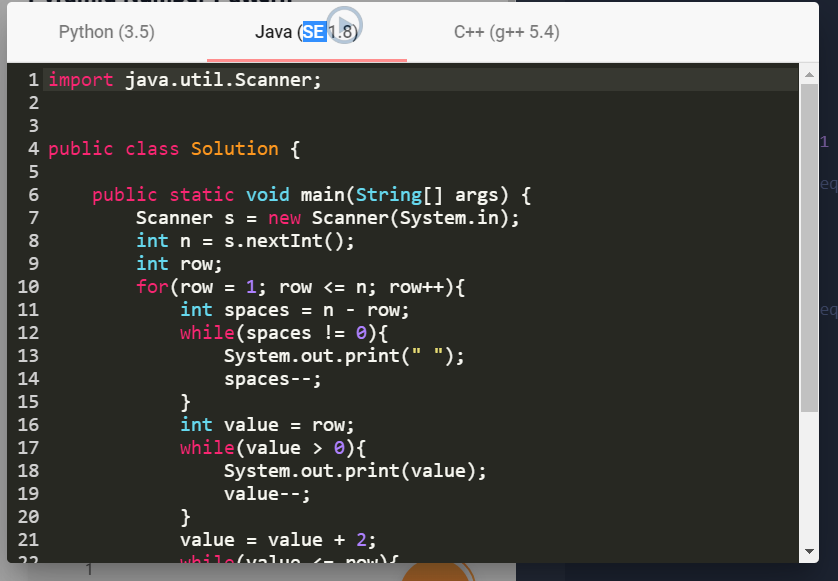 Python (3.5) Java (SE 1.8) C++ (g++ 5.4)
1 import java.util.Scanner;
2
3
4 public class Solution {
5
6     public static void main(String[] args) {
7         Scanner s = new Scanner(System.in);
8         int n = s.nextInt();
9         int row;
10         for(row = 1; row <= n; row++){
11             int spaces = n - row;
12             while(spaces != 0){
13                 System.out.print(" ");
14                 spaces--;
15             }
16             int value = row;
17             while(value > 0){
18                 System.out.print(value);
19                 value--;
20             }
21             value = value + 2;
22             while(value <= row){
1